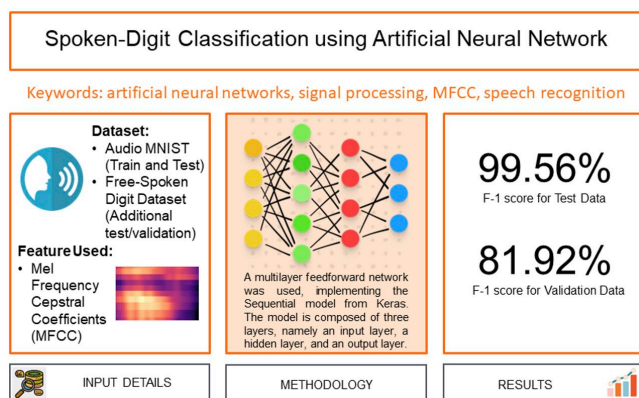 Spoken-Digit Classification using Artificial Neural Network
Keywords: artificial neural networks, signal processing, MFCC, speech recognition
Dataset:
• Audio MNIST
(Train and Test)
• Free-Spoken
Digit Dataset
(Additional
test/validation)
Feature Used:
• Mel
Frequency
Cepstral
Coefficients
(MFCC)
A multilayer feedforward network
was used, implementing the
Sequential model from Keras.
The model is composed of three
layers, namely an input layer, a
hidden layer, and an output layer.
99.56%
F-1 score for Test Data
81.92%
F-1 score for Validation Data
INPUT DETAILS
METHODOLOGY
RESULTS